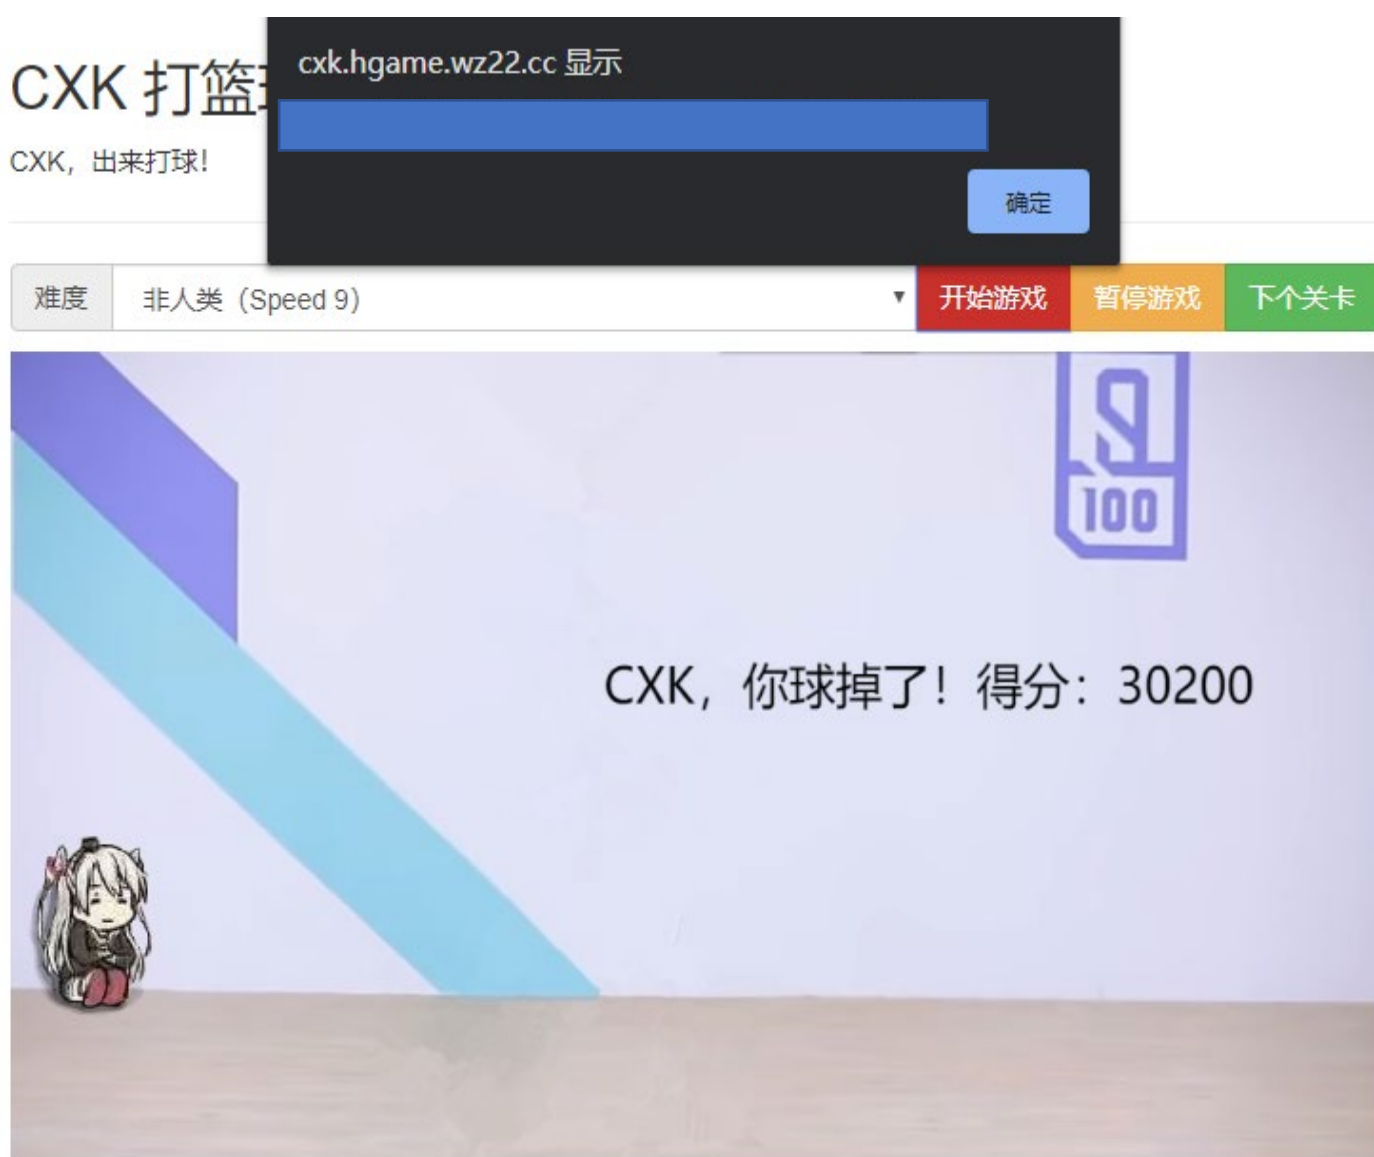 cxk.hgame.wz22.cc 显示
CXK 打篮
CXK，出来打球！
确定
难度
非人类（Speed 9）
开始游戏
暂停游戏
下个关卡
100
CXK，你球掉了！得分：30200